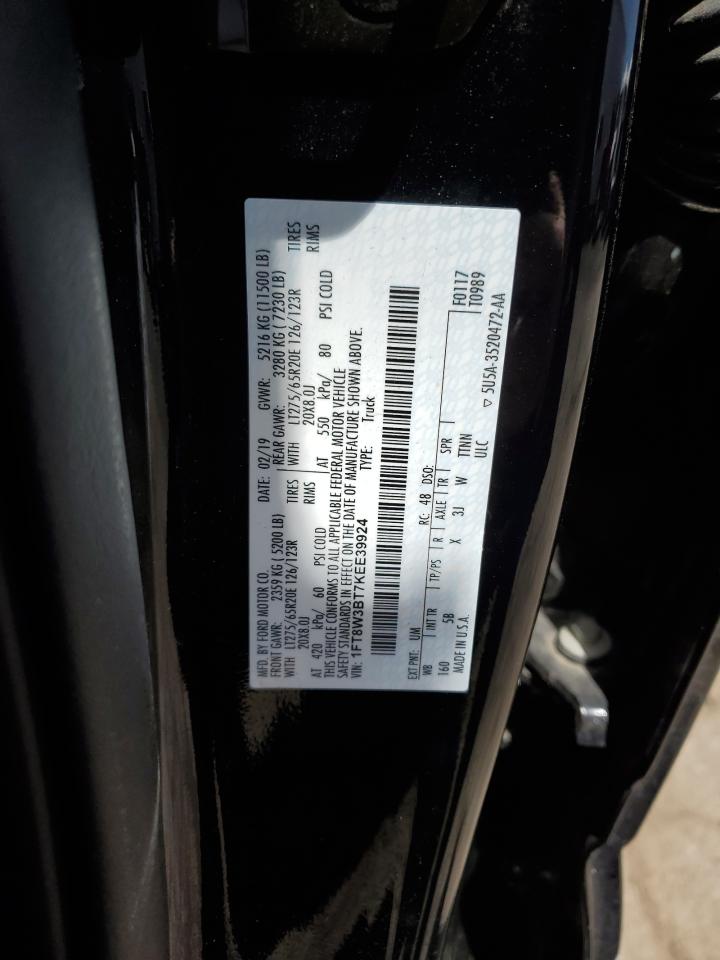 MFD. BY FORD MOTOR CO.
DATE: 02/19 GVWR: 5216 KG (11500 LB)
FRONT GAWR: 2359 KG ( 5200 LB) REAR GAWR: 3280 KG ( 7230 LB)
WITH LT275/65R20E 126/123R TIRES WITH LT275/65R20E 126/123R TIRES
20X8.0J RIMS 20X8.0J RIMS
AT 420 kPa/ 60 PSI COLD AT 550 kPa/ 80 PSI COLD
THIS VEHICLE CONFORMS TO ALL APPLICABLE FEDERAL MOTOR VEHICLE
SAFETY STANDARDS IN EFFECT ON THE DATE OF MANUFACTURE SHOWN ABOVE.
VIN: 1FT8W3BT7KEE39924 TYPE: Truck
EXT PNT: UM RC: 48 DSO: F0117
WB INT TR TP/PS R AXLE TR SPR T0989
160 5B X 3J W TTNN
MADE IN U.S.A. ULC
▽ 5U5A-3520472-AA